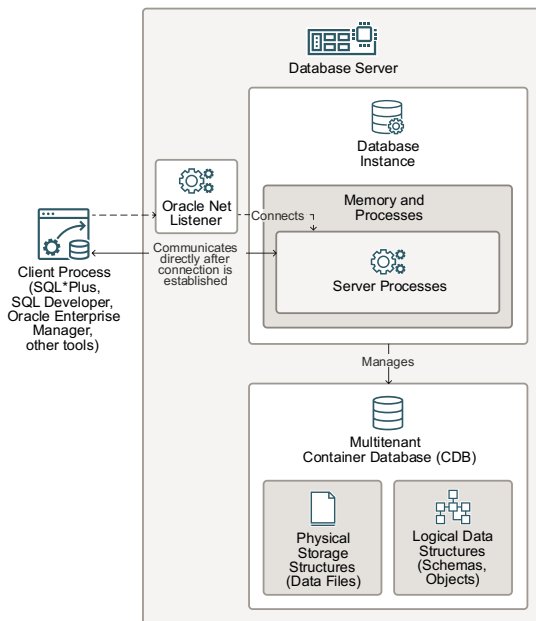 Database Server
Database
Instance
Oracle Net
Listener
Memory and
Processes
Connects
Server Processes
Communicates
directly after
connection is
established
Client Process
(SQL*Plus,
SQL Developer,
Oracle Enterprise
Manager,
other tools)
Manages
Multitenant
Container Database (CDB)
Physical
Storage
Structures
(Data Files)
Logical Data
Structures
(Schemas,
Objects)